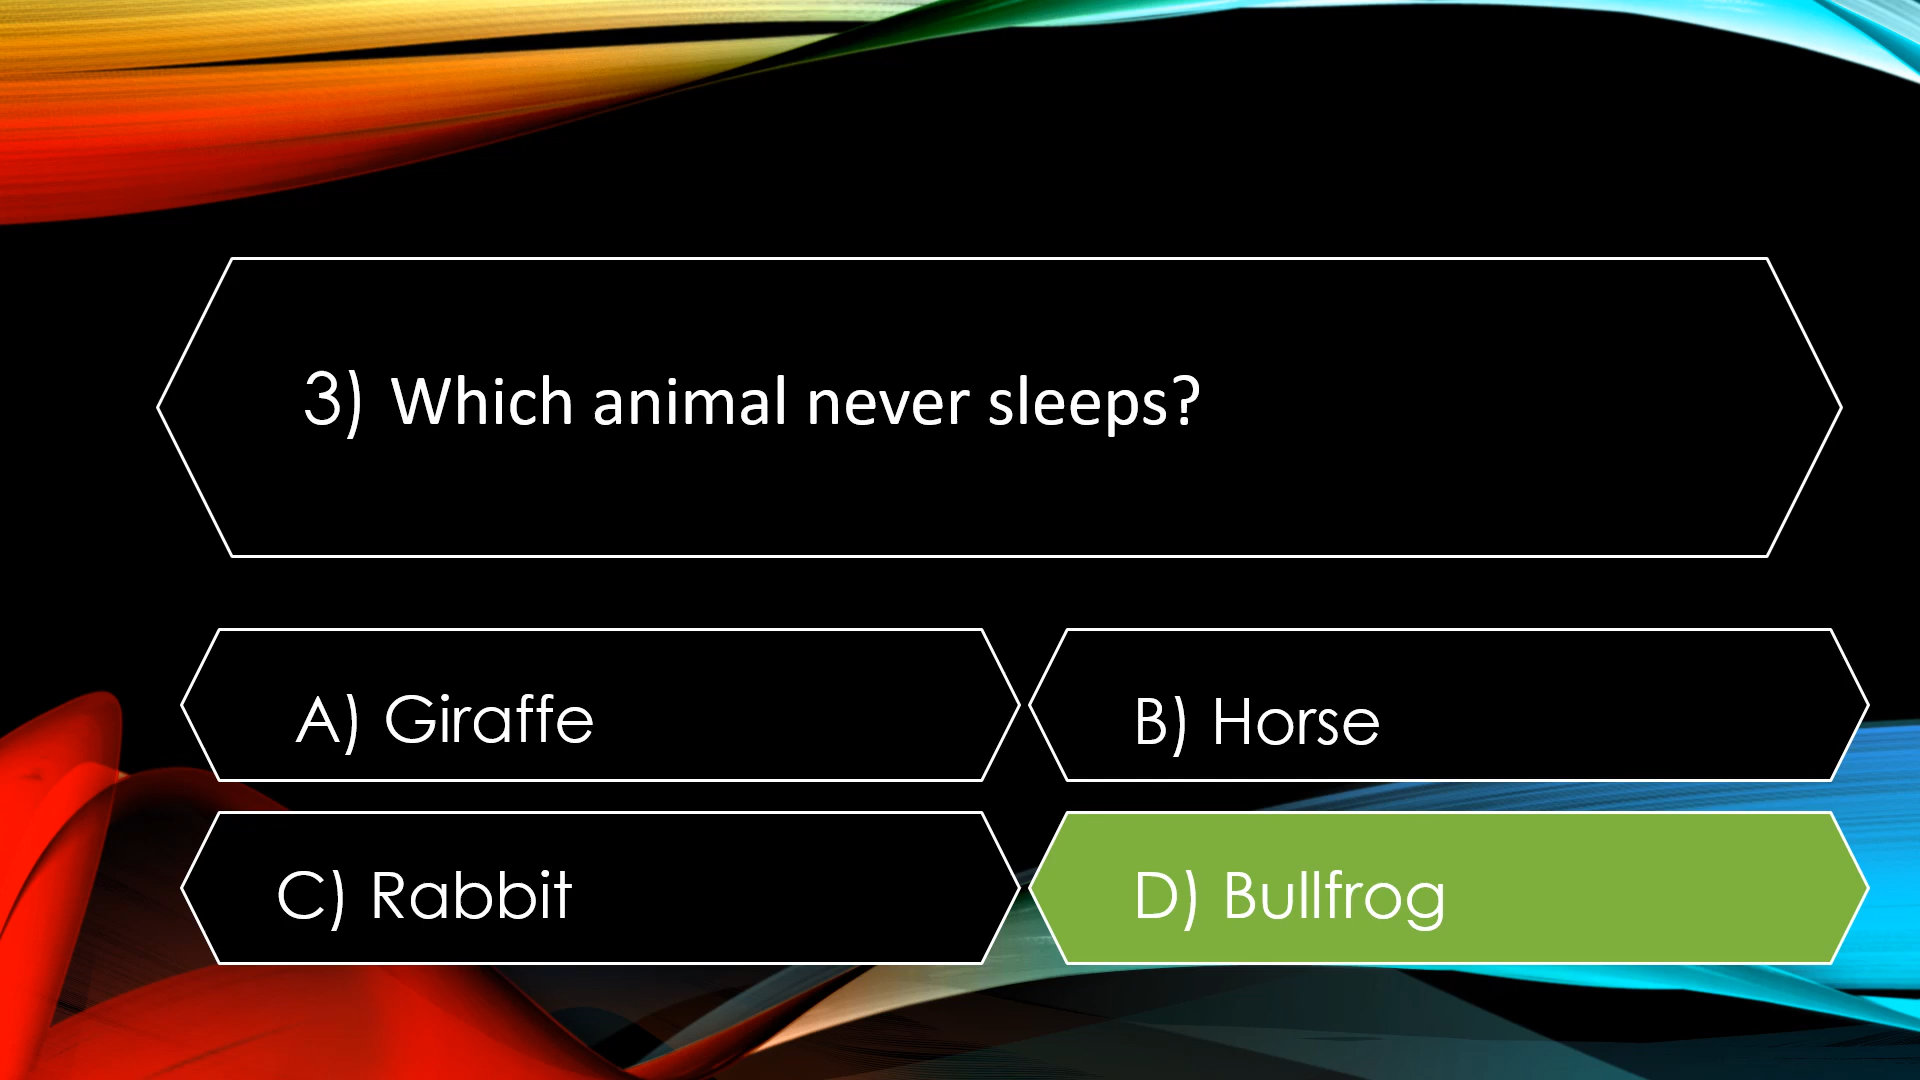 3) Which animal never sleeps?
A) Giraffe
B) Horse
C) Rabbit
D) Bullfrog